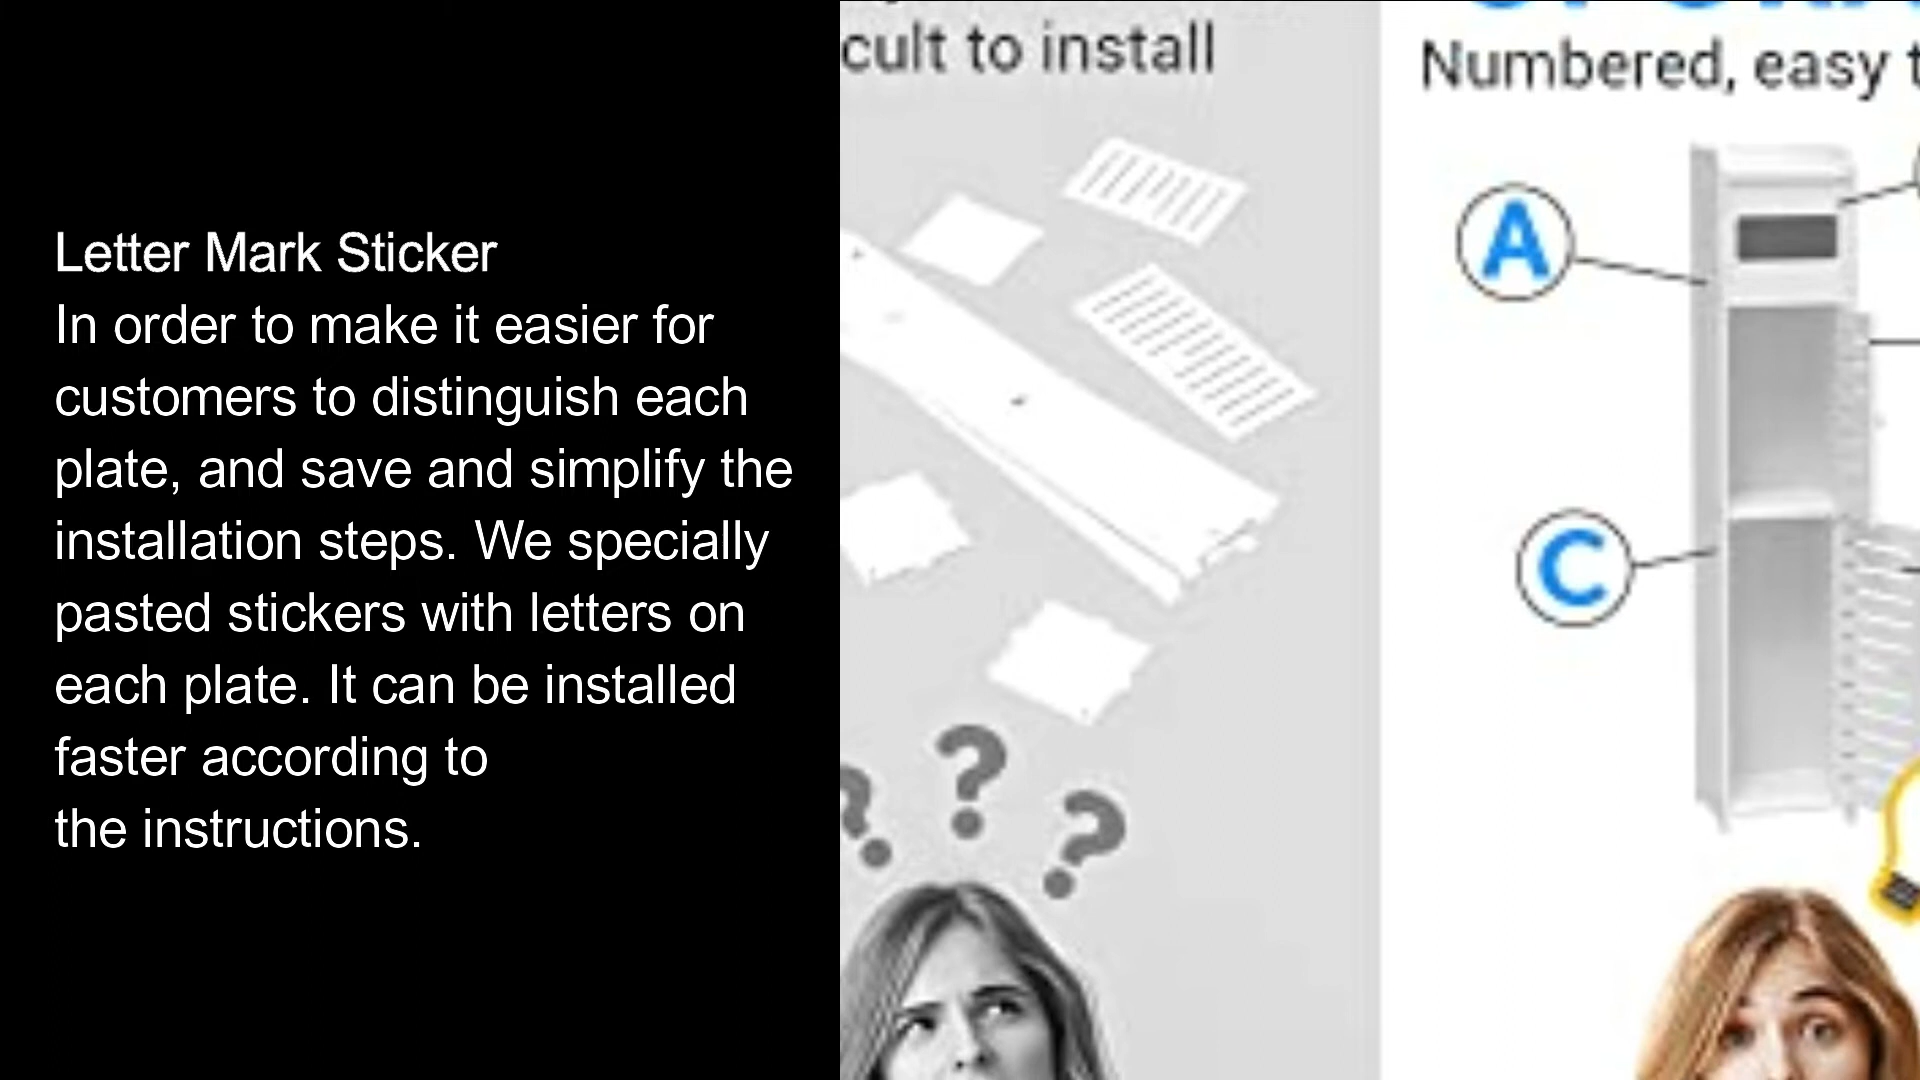 Letter Mark Sticker
In order to make it easier for
customers to distinguish each
plate, and save and simplify the
installation steps. We specially
pasted stickers with letters on
each plate. It can be installed
faster according to
the instructions.
cult to install
Numbered, easy t
A
C
? ? ?